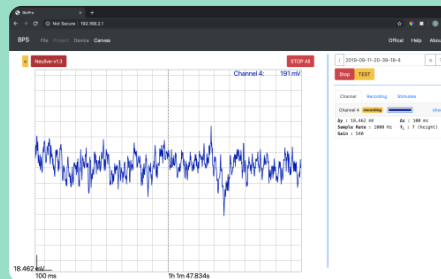 BioPro
Not Secure 192.168.2.1
BPS File Project Device Canvas Offical Help Abou
Neulive-v1.3 STOP All
Channel 4: 191mV
18.462 mV
100 ms 1h 1m 47.834s
2019-09-11-20-39-18-4
Stop TEST
Channel Recording Stimulate
Channel 4 recording
Δy : 18.462 mV Δx : 100 ms
Sample Rate : 1000 Hz
Gain : 140